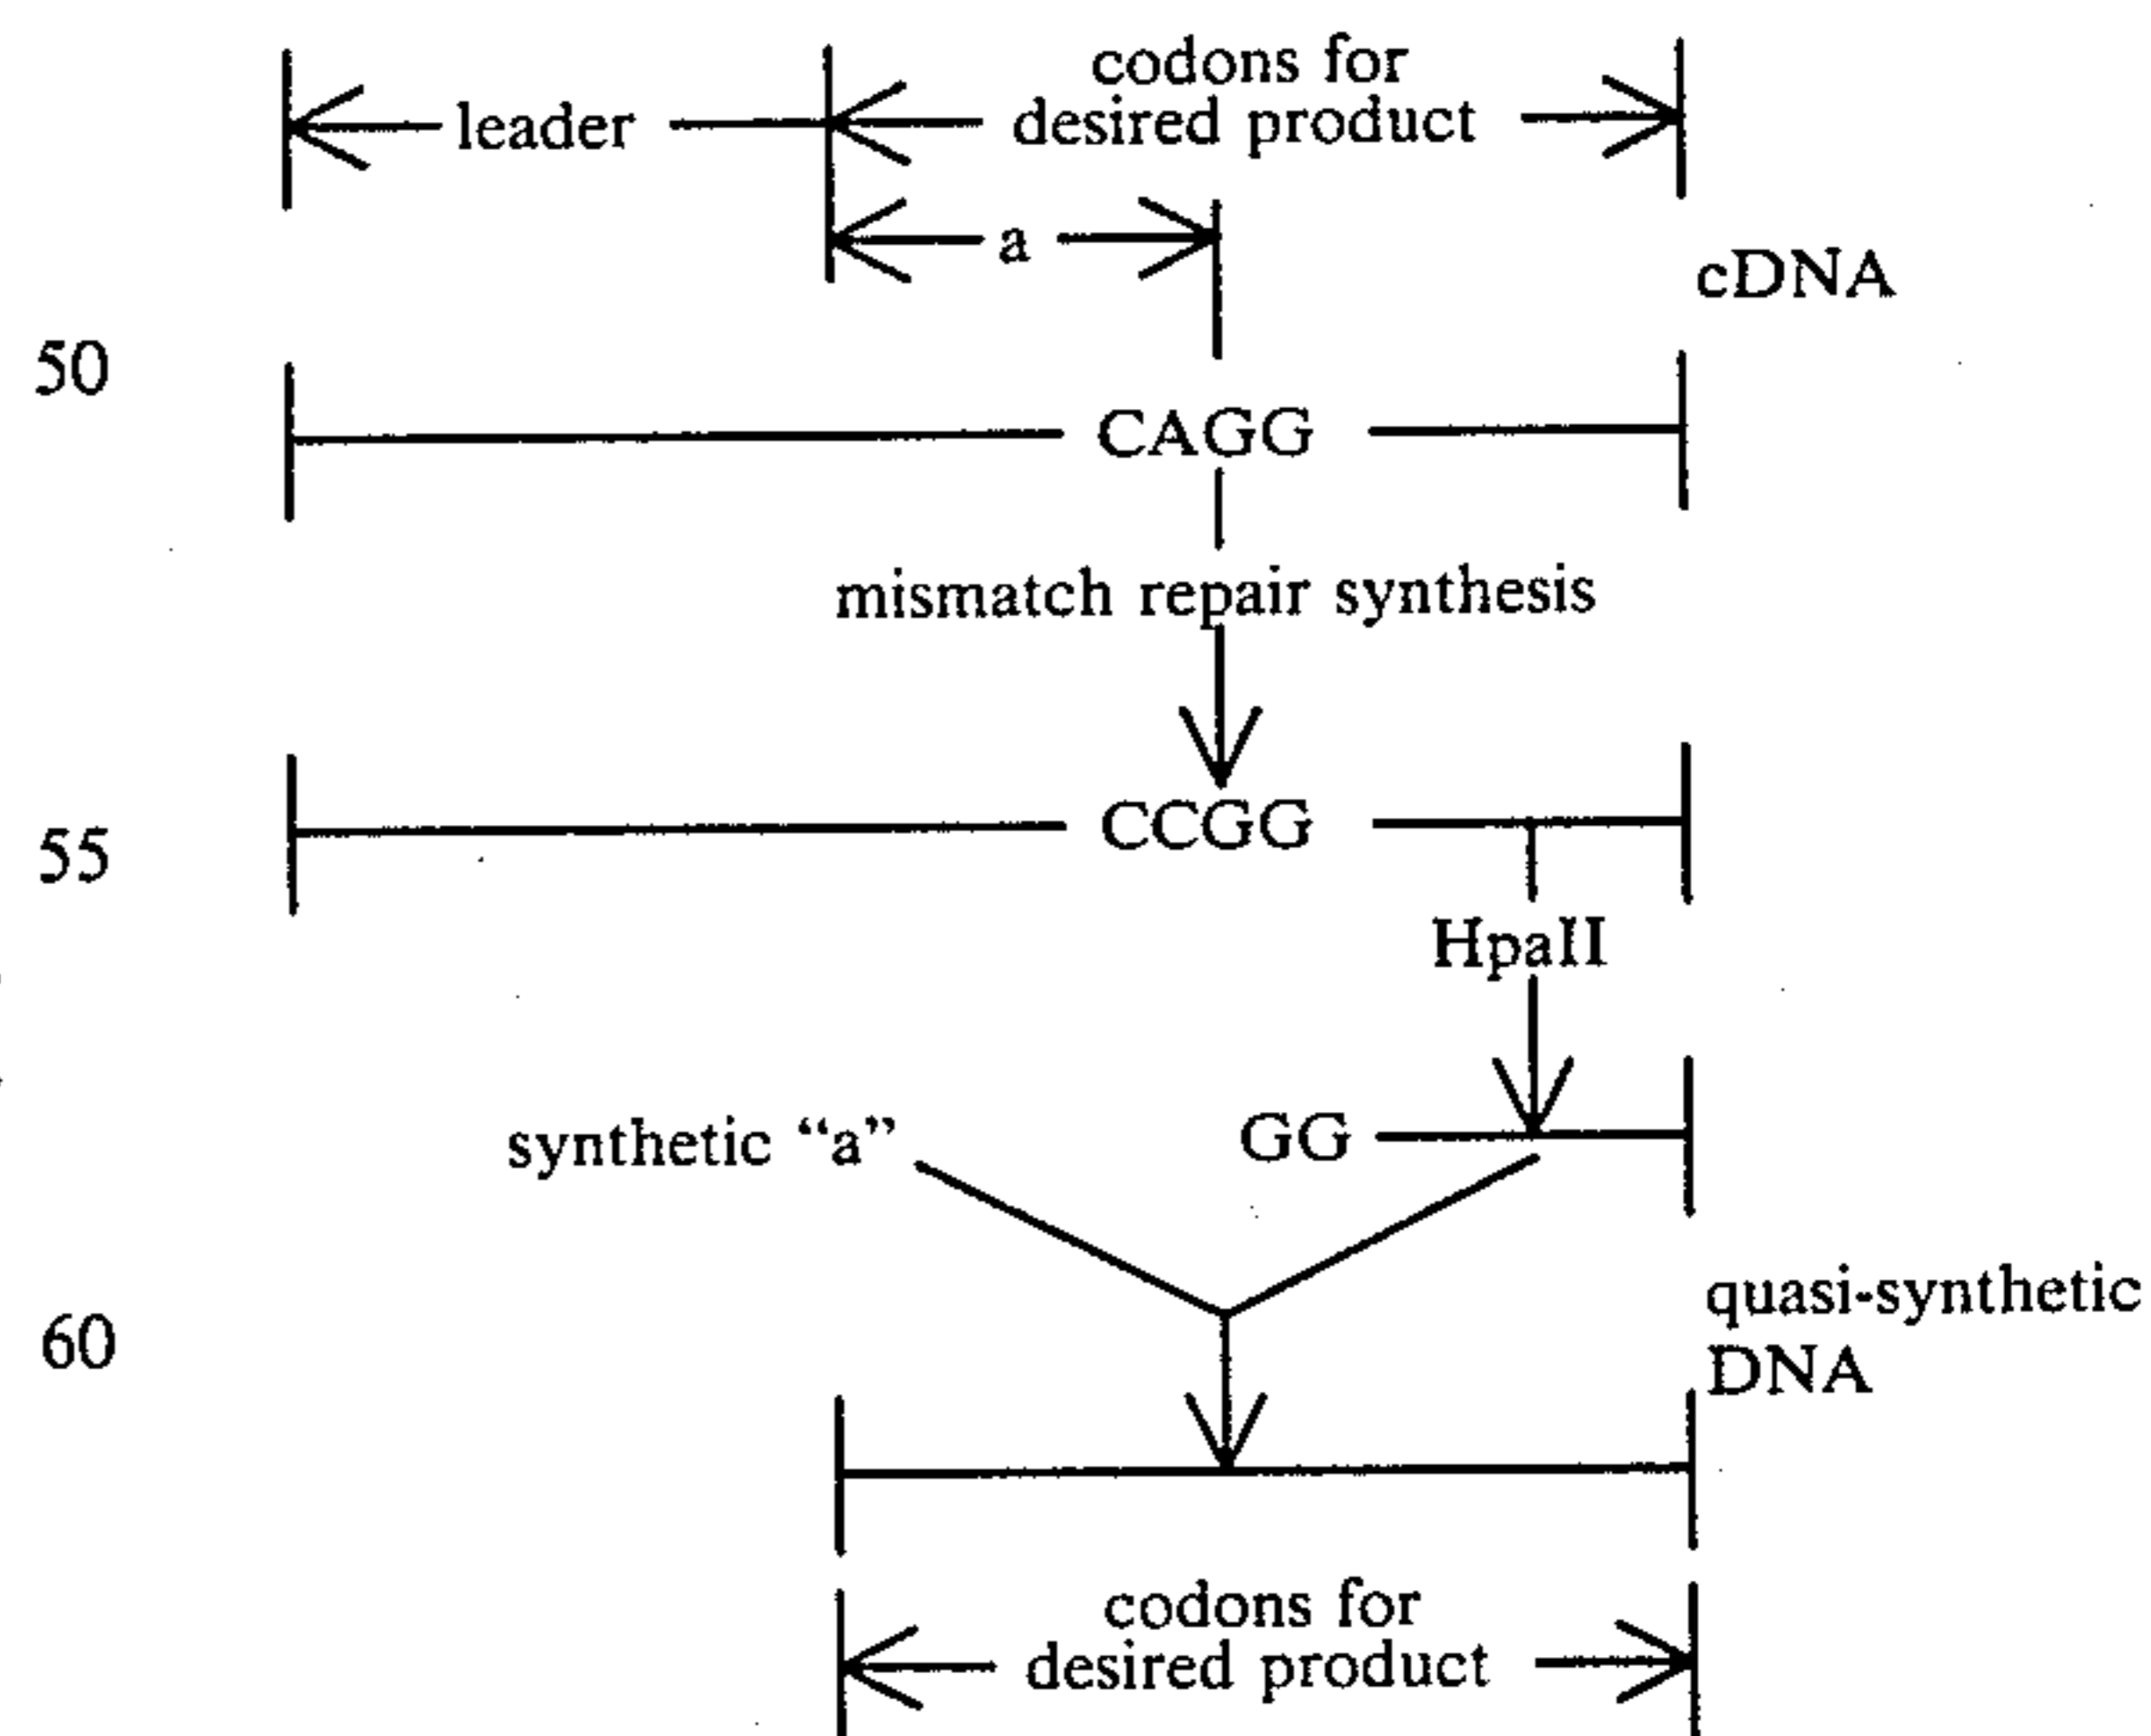 codons for
leader desired product
a
cDNA
50
CAGG
mismatch repair synthesis
CCGG
55
HpaII
synthetic “a” GG
quasi-synthetic
60
DNA
codons for
desired product